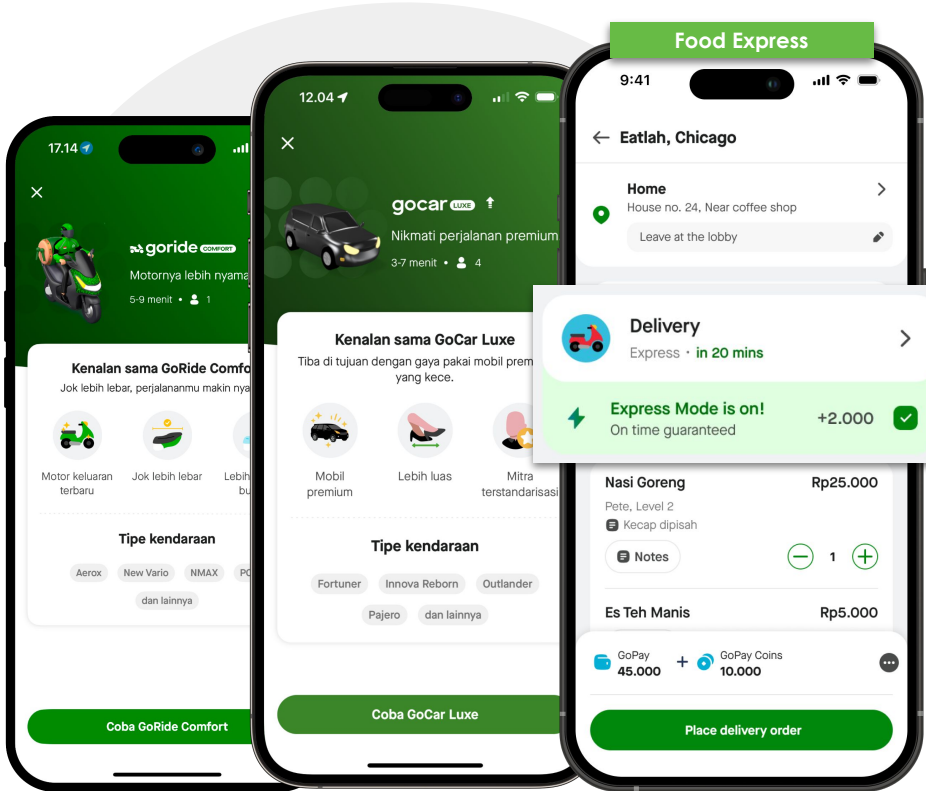 Food Express
17.14
goride COMFORT
Motornya lebih nyama
5-9 menit • 1
Kenalan sama GoRide Comfo
Jok lebih lebar, perjalananmu makin nya
Motor keluaran
terbaru
Jok lebih lebar
Lebih
bu
Tipe kendaraan
Aerox
New Vario
NMAX
PC
dan lainnya
Coba GoRide Comfort
12.04
gocar LUXE
Nikmati perjalanan premium
3-7 menit • 4
Kenalan sama GoCar Luxe
Tiba di tujuan dengan gaya pakai mobil prem
yang kece.
Mobil
premium
Lebih luas
Mitra
terstandarisasi
Tipe kendaraan
Fortuner
Innova Reborn
Outlander
Pajero
dan lainnya
Coba GoCar Luxe
9:41
Eatlah, Chicago
Home
House no. 24, Near coffee shop
Leave at the lobby
Delivery
Express · in 20 mins
Express Mode is on!
On time guaranteed
+2.000
Nasi Goreng
Rp25.000
Pete, Level 2
Kecap dipisah
Notes
1
Es Teh Manis
Rp5.000
GoPay
45.000
+
GoPay Coins
10.000
Place delivery order